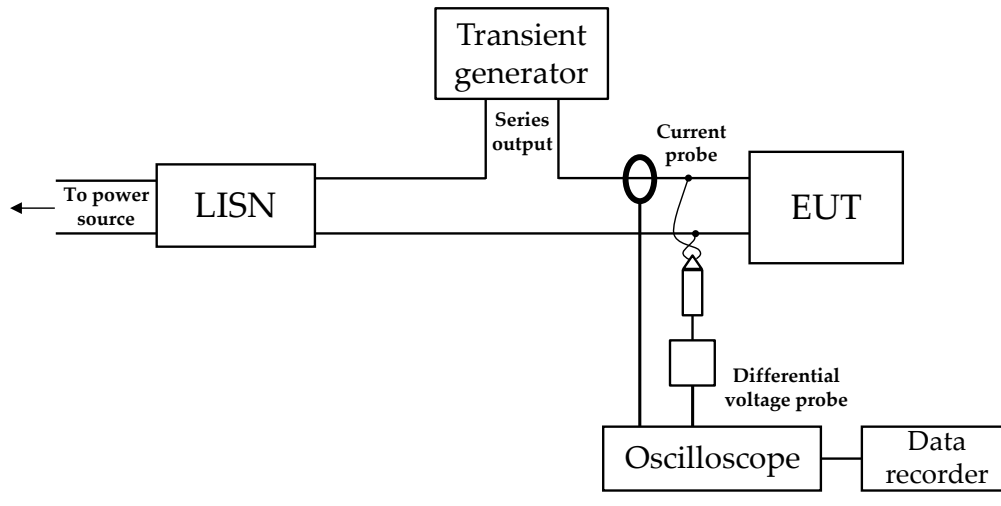 Transient
generator
Series
output
Current
probe
To power
source
LISN
EUT
Differential
voltage probe
Oscilloscope
Data
recorder